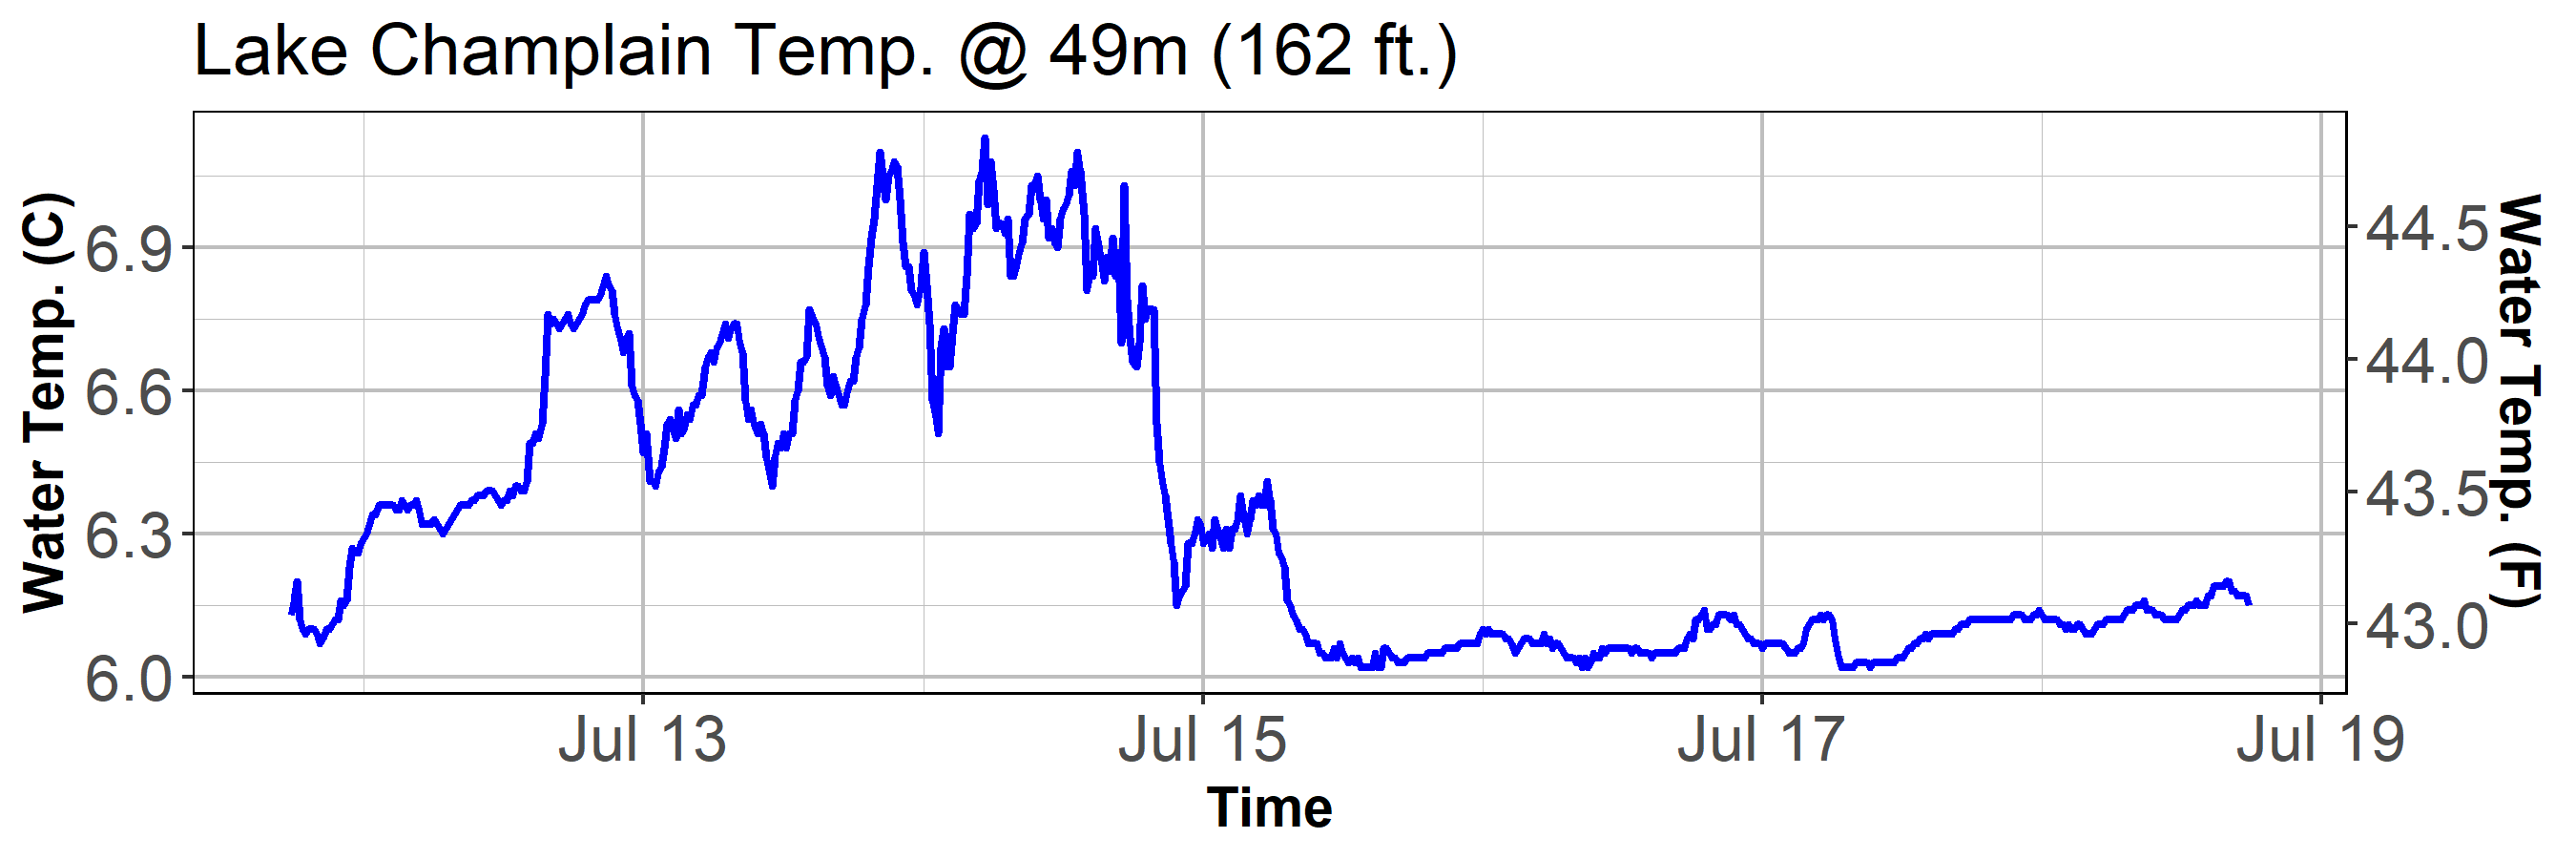 Lake Champlain Temp. @ 49m (162 ft.)
Water Temp. (C)
6.9
6.6
6.3
6.0
44.5
44.0
43.5
43.0
Water Temp. (F)
Jul 13
Jul 15
Jul 17
Jul 19
Time